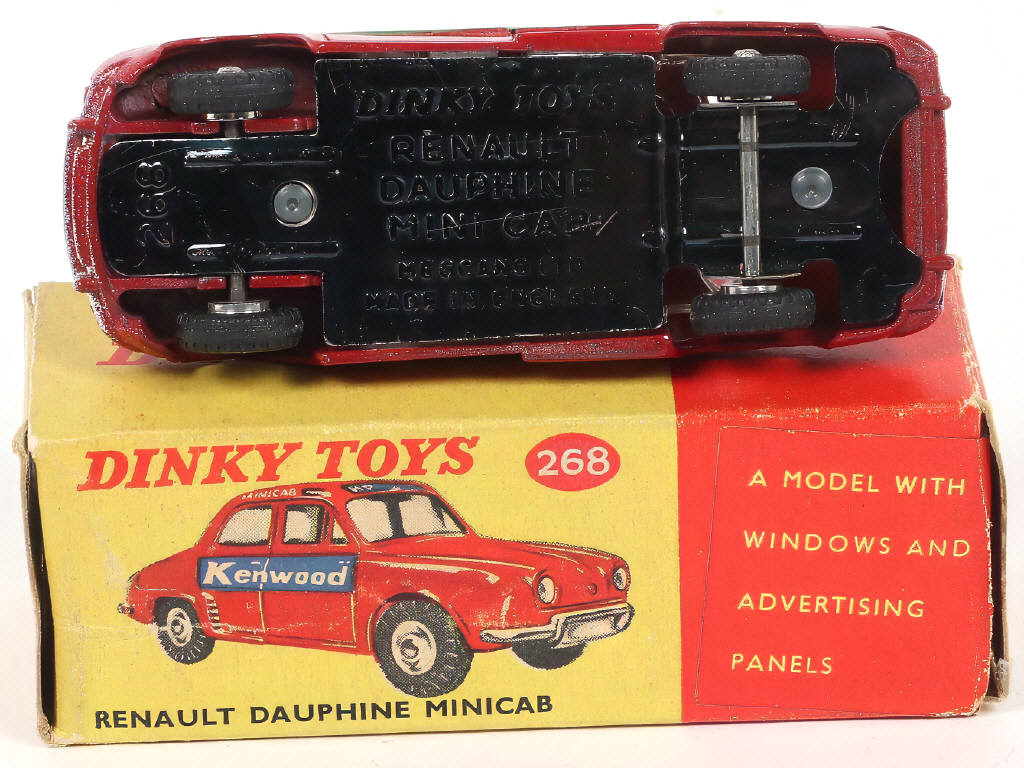 268
DINKY TOYS
RENAULT
DAUPHINE
MINI CAB
MECCANO LTD
MADE IN ENGLAND
DINKY TOYS
268
MINICAB
Kenwood
RENAULT DAUPHINE MINICAB
A MODEL WITH
WINDOWS AND
ADVERTISING
PANELS